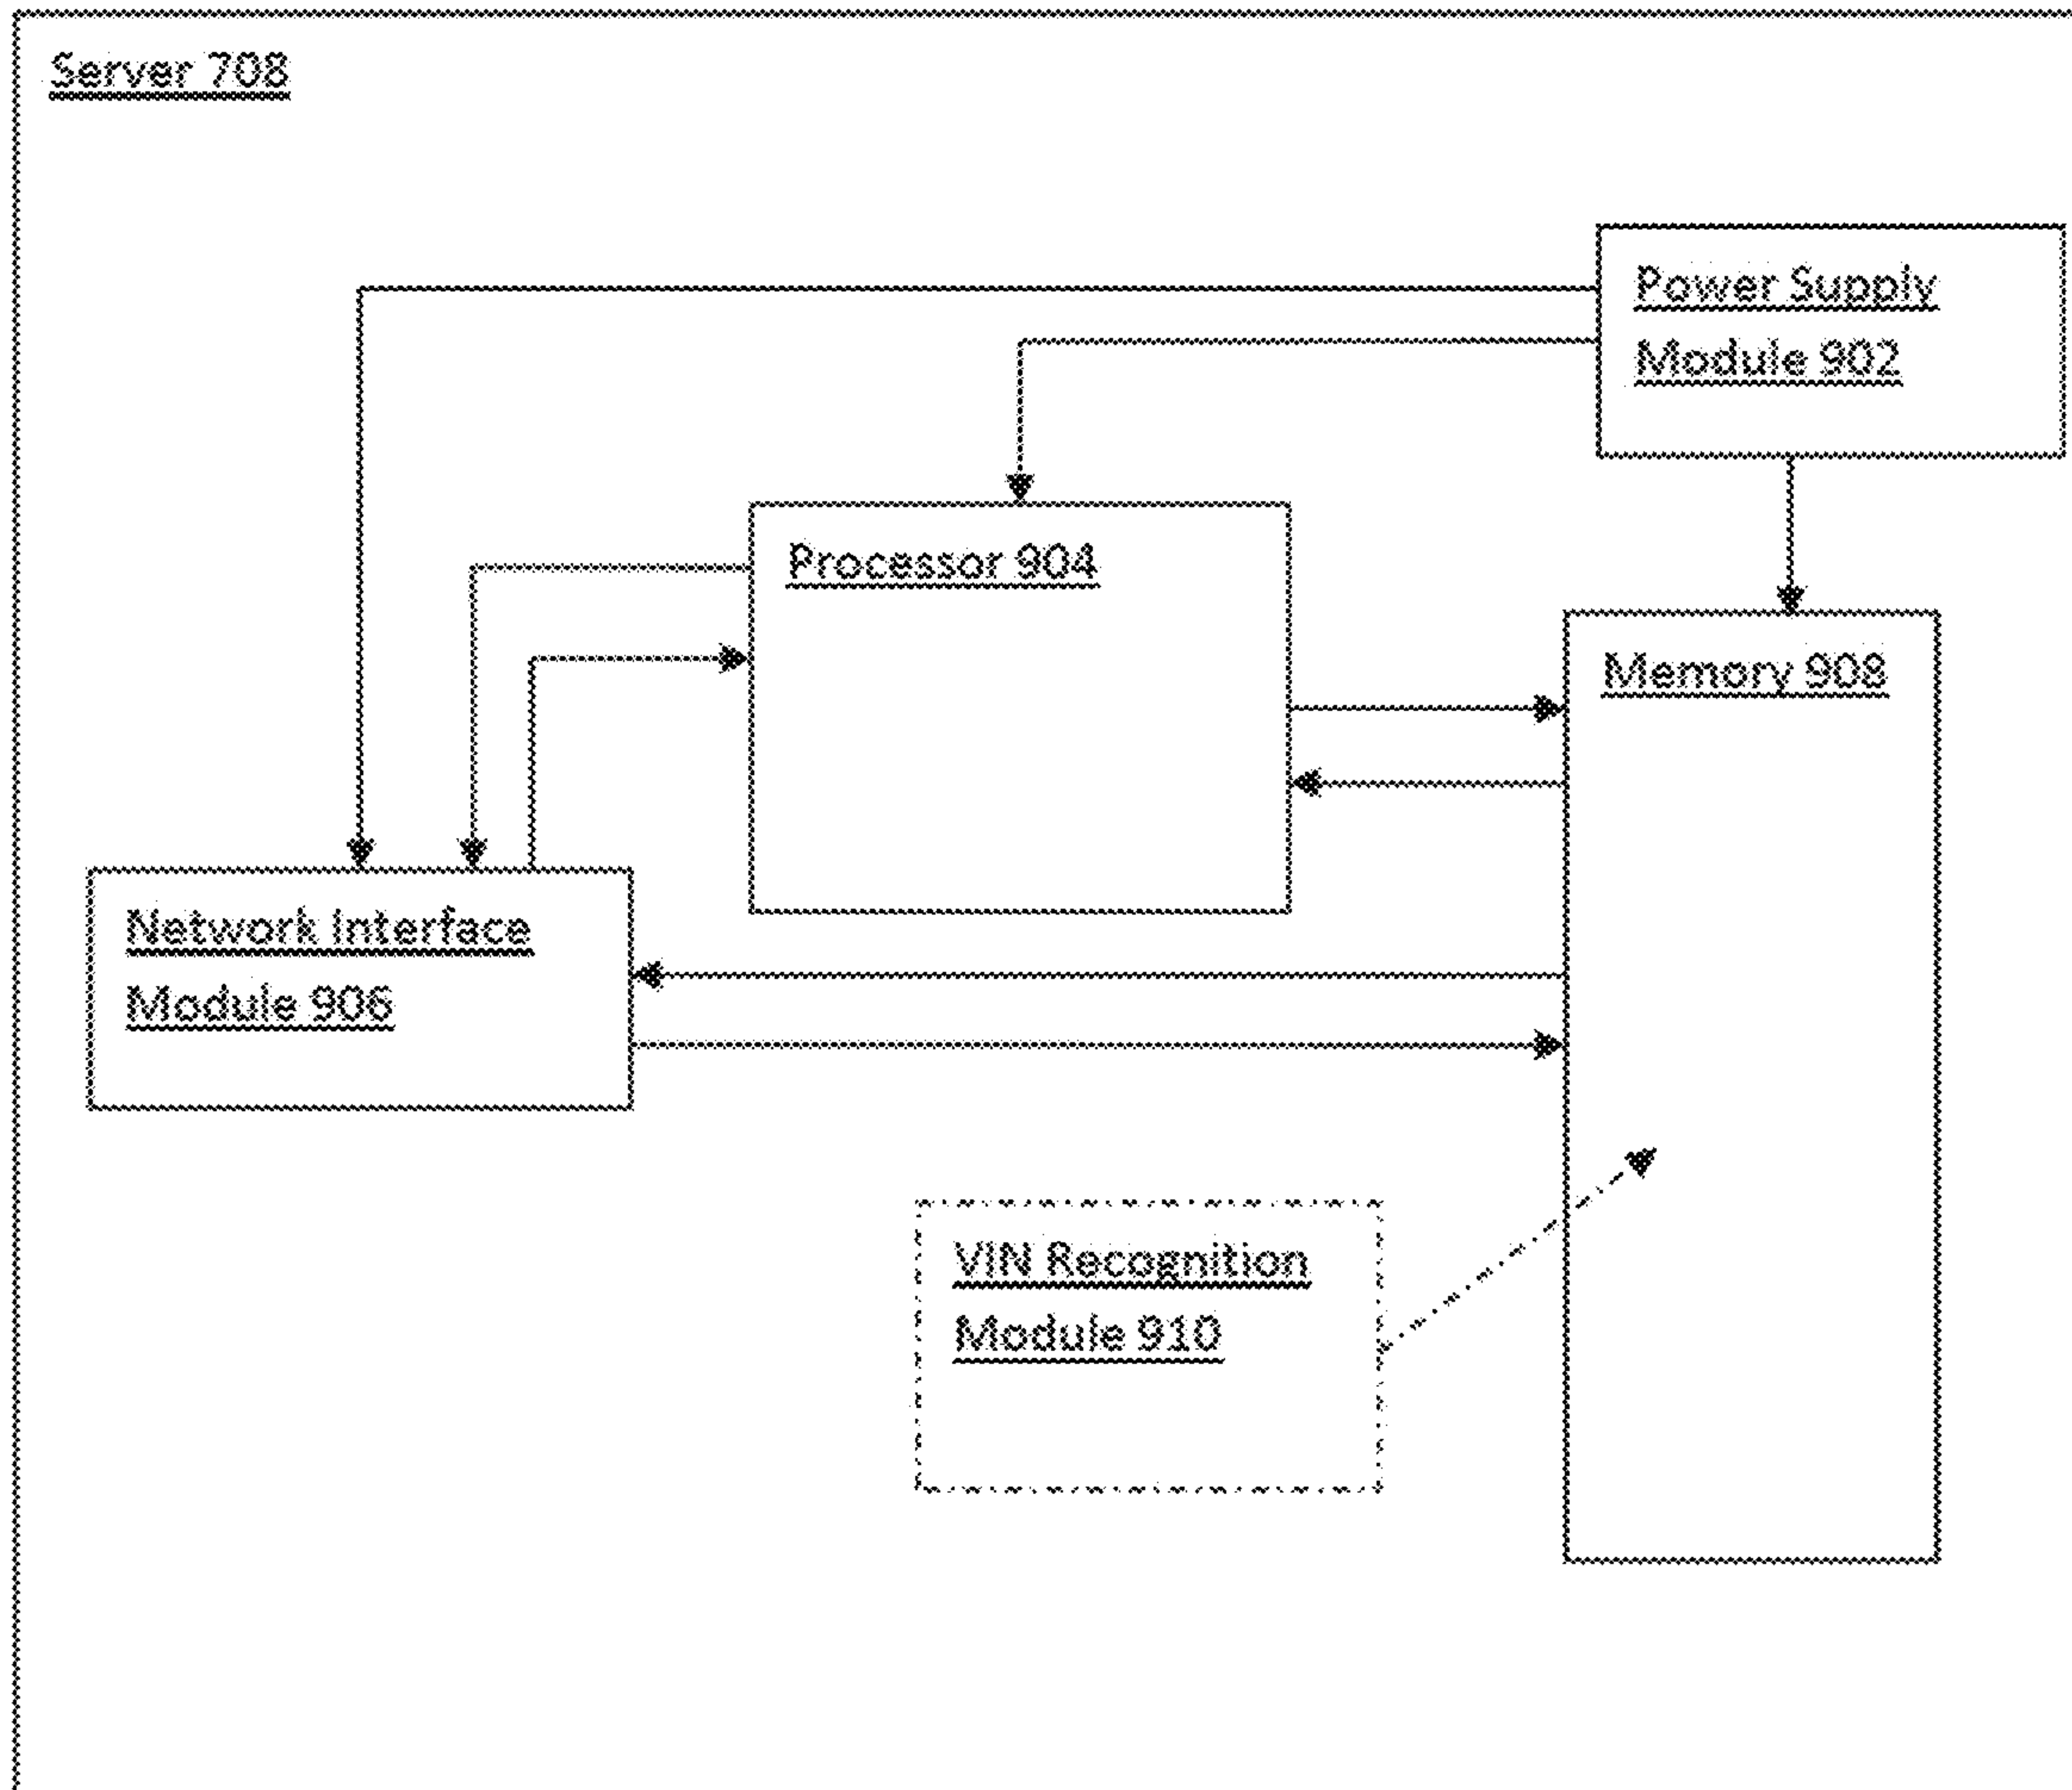 Server 708
Power Supply
Module 902
Processor 904
Memory 908
Network Interface
Module 906
VIN Recognition
Module 910